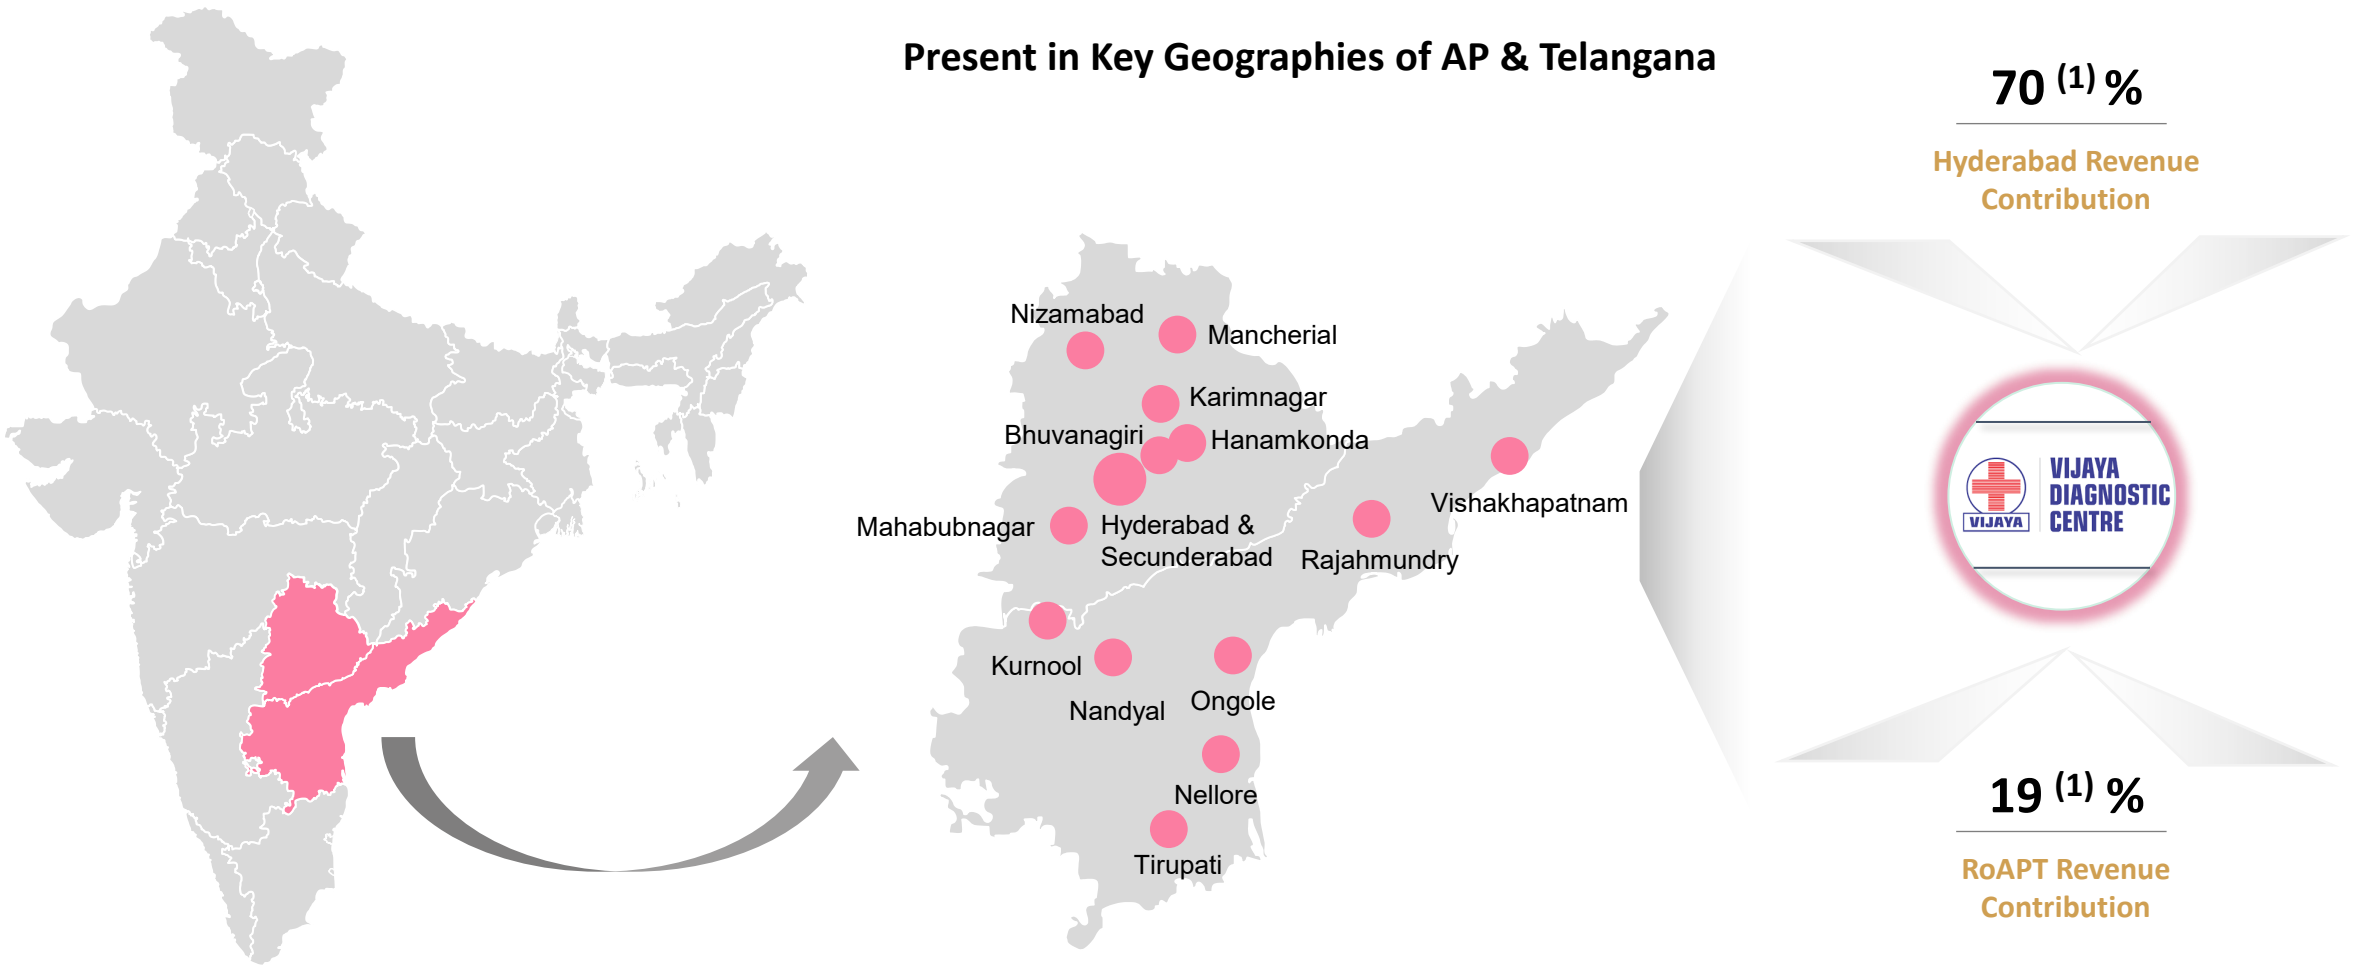 Present in Key Geographies of AP & Telangana
70 (1) %
Hyderabad Revenue
Contribution
Nizamabad
Mancherial
Karimnagar
Bhuvanagiri
Hanamkonda
Mahabubnagar
Hyderabad &
Secunderabad
Vishakhapatnam
Rajahmundry
Kurnool
Nandyal
Ongole
Nellore
Tirupati
VIJAYA
VIJAYA
DIAGNOSTIC
CENTRE
19 (1) %
RoAPT Revenue
Contribution